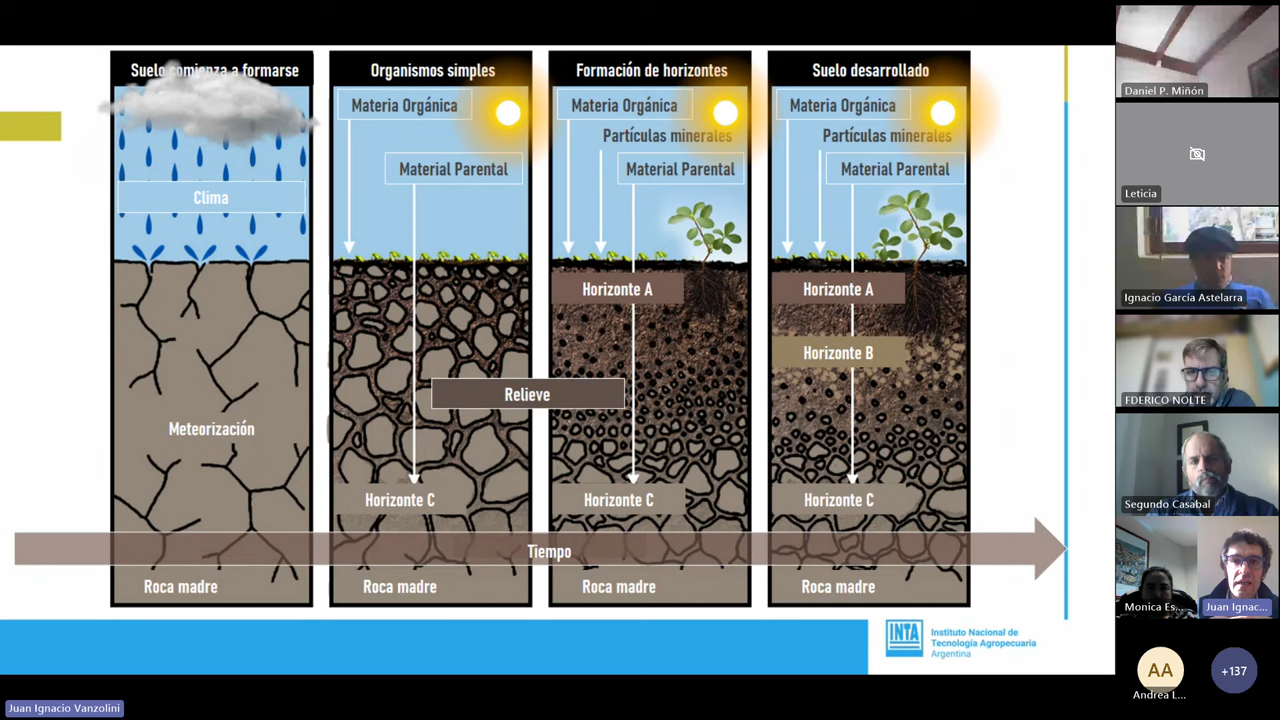 Suelo comienza a formarse
Clima
Meteorización
Roca madre
Organismos simples
Materia Orgánica
Material Parental
Horizonte C
Roca madre
Formación de horizontes
Materia Orgánica
Partículas minerales
Material Parental
Horizonte A
Relieve
Horizonte C
Roca madre
Suelo desarrollado
Materia Orgánica
Partículas minerales
Material Parental
Horizonte A
Horizonte B
Horizonte C
Roca madre
Tiempo
INTA
Instituto Nacional de
Tecnología Agropecuaria
Argentina
Daniel P. Miñón
Leticia
Ignacio García Astelarra
FDERICO NOLTE
Segundo Casabal
Monica Es...
Juan Ignac...
AA
Andrea L...
+137
Juan Ignacio Vanzolini